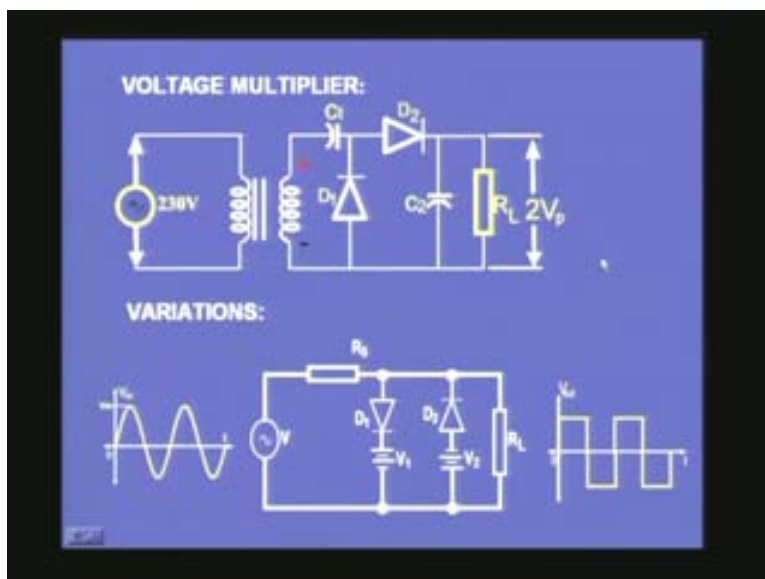 VOLTAGE MULTIPLIER:
C1 D2
230V D1 C2 RL 2Vp
VARIATIONS:
RS
V D1 V1 D2 V2 RL
t
t